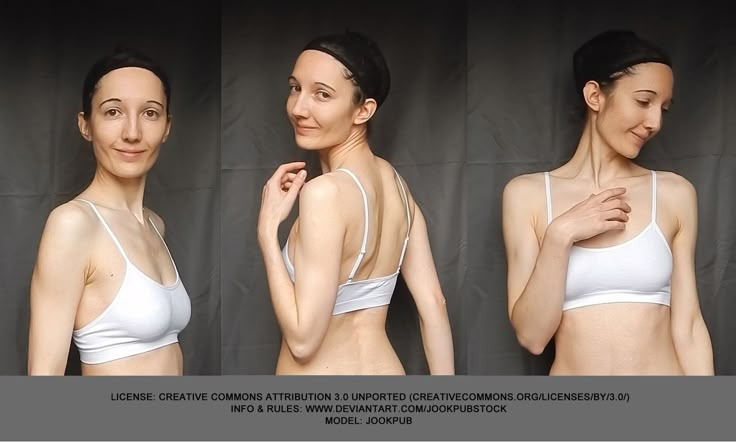 LICENSE: CREATIVE COMMONS ATTRIBUTION 3.0 UNPORTED (CREATIVECOMMONS.ORG/LICENSES/BY/3.0/)
INFO & RULES: WWW.DEVIANTART.COM/JOOKPUBSTOCK
MODEL: JOOKPUB